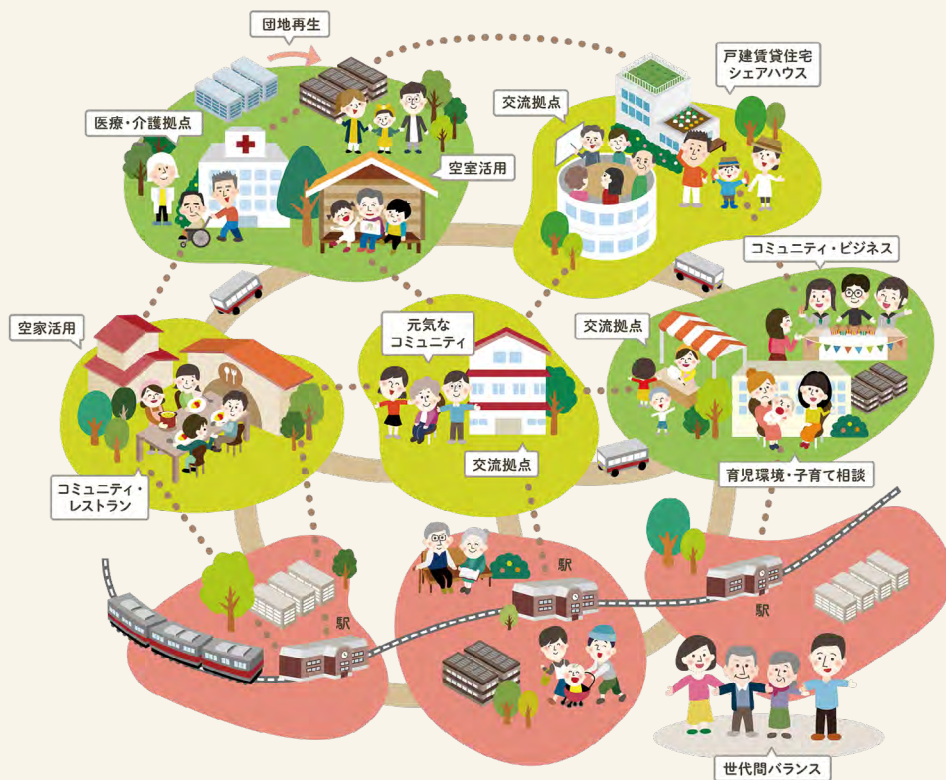 団地再生
戸建賃貸住宅
シェアハウス
交流拠点
医療・介護拠点
空室活用
コミュニティ・ビジネス
空家活用
元気な
コミュニティ
交流拠点
交流拠点
育児環境・子育て相談
コミュニティ・
レストラン
駅
駅
駅
世代間バランス